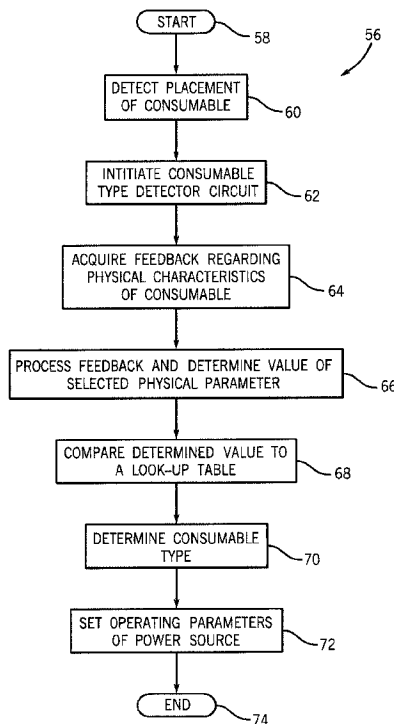 START
58
56
DETECT PLACEMENT
OF CONSUMABLE
60
INTITIATE CONSUMABLE
TYPE DETECTOR CIRCUIT
62
ACQUIRE FEEDBACK REGARDING
PHYSICAL CHARACTERISTICS
OF CONSUMABLE
64
PROCESS FEEDBACK AND DETERMINE VALUE OF
SELECTED PHYSICAL PARAMETER
66
COMPARE DETERMINED VALUE TO
A LOOK-UP TABLE
68
DETERMINE CONSUMABLE
TYPE
70
SET OPERATING PARAMETERS
OF POWER SOURCE
72
END
74